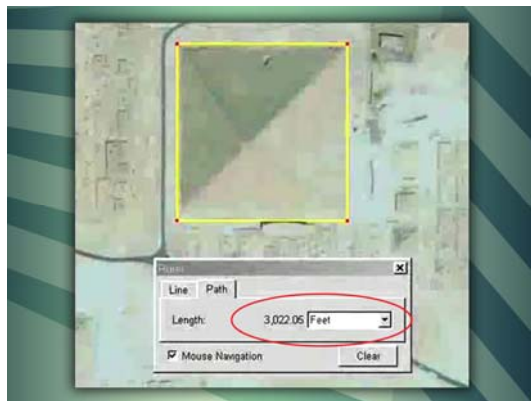 Ruler
Line Path
Length: 3,022.05 Feet
Mouse Navigation Clear